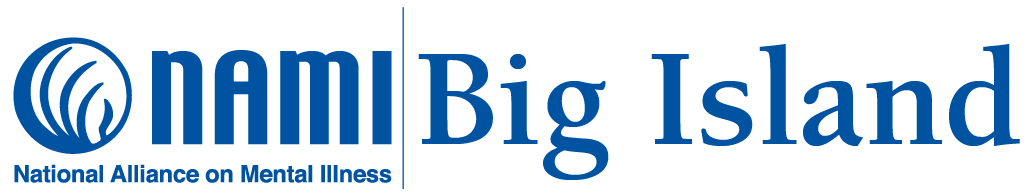 NAMI
National Alliance on Mental Illness
Big Island